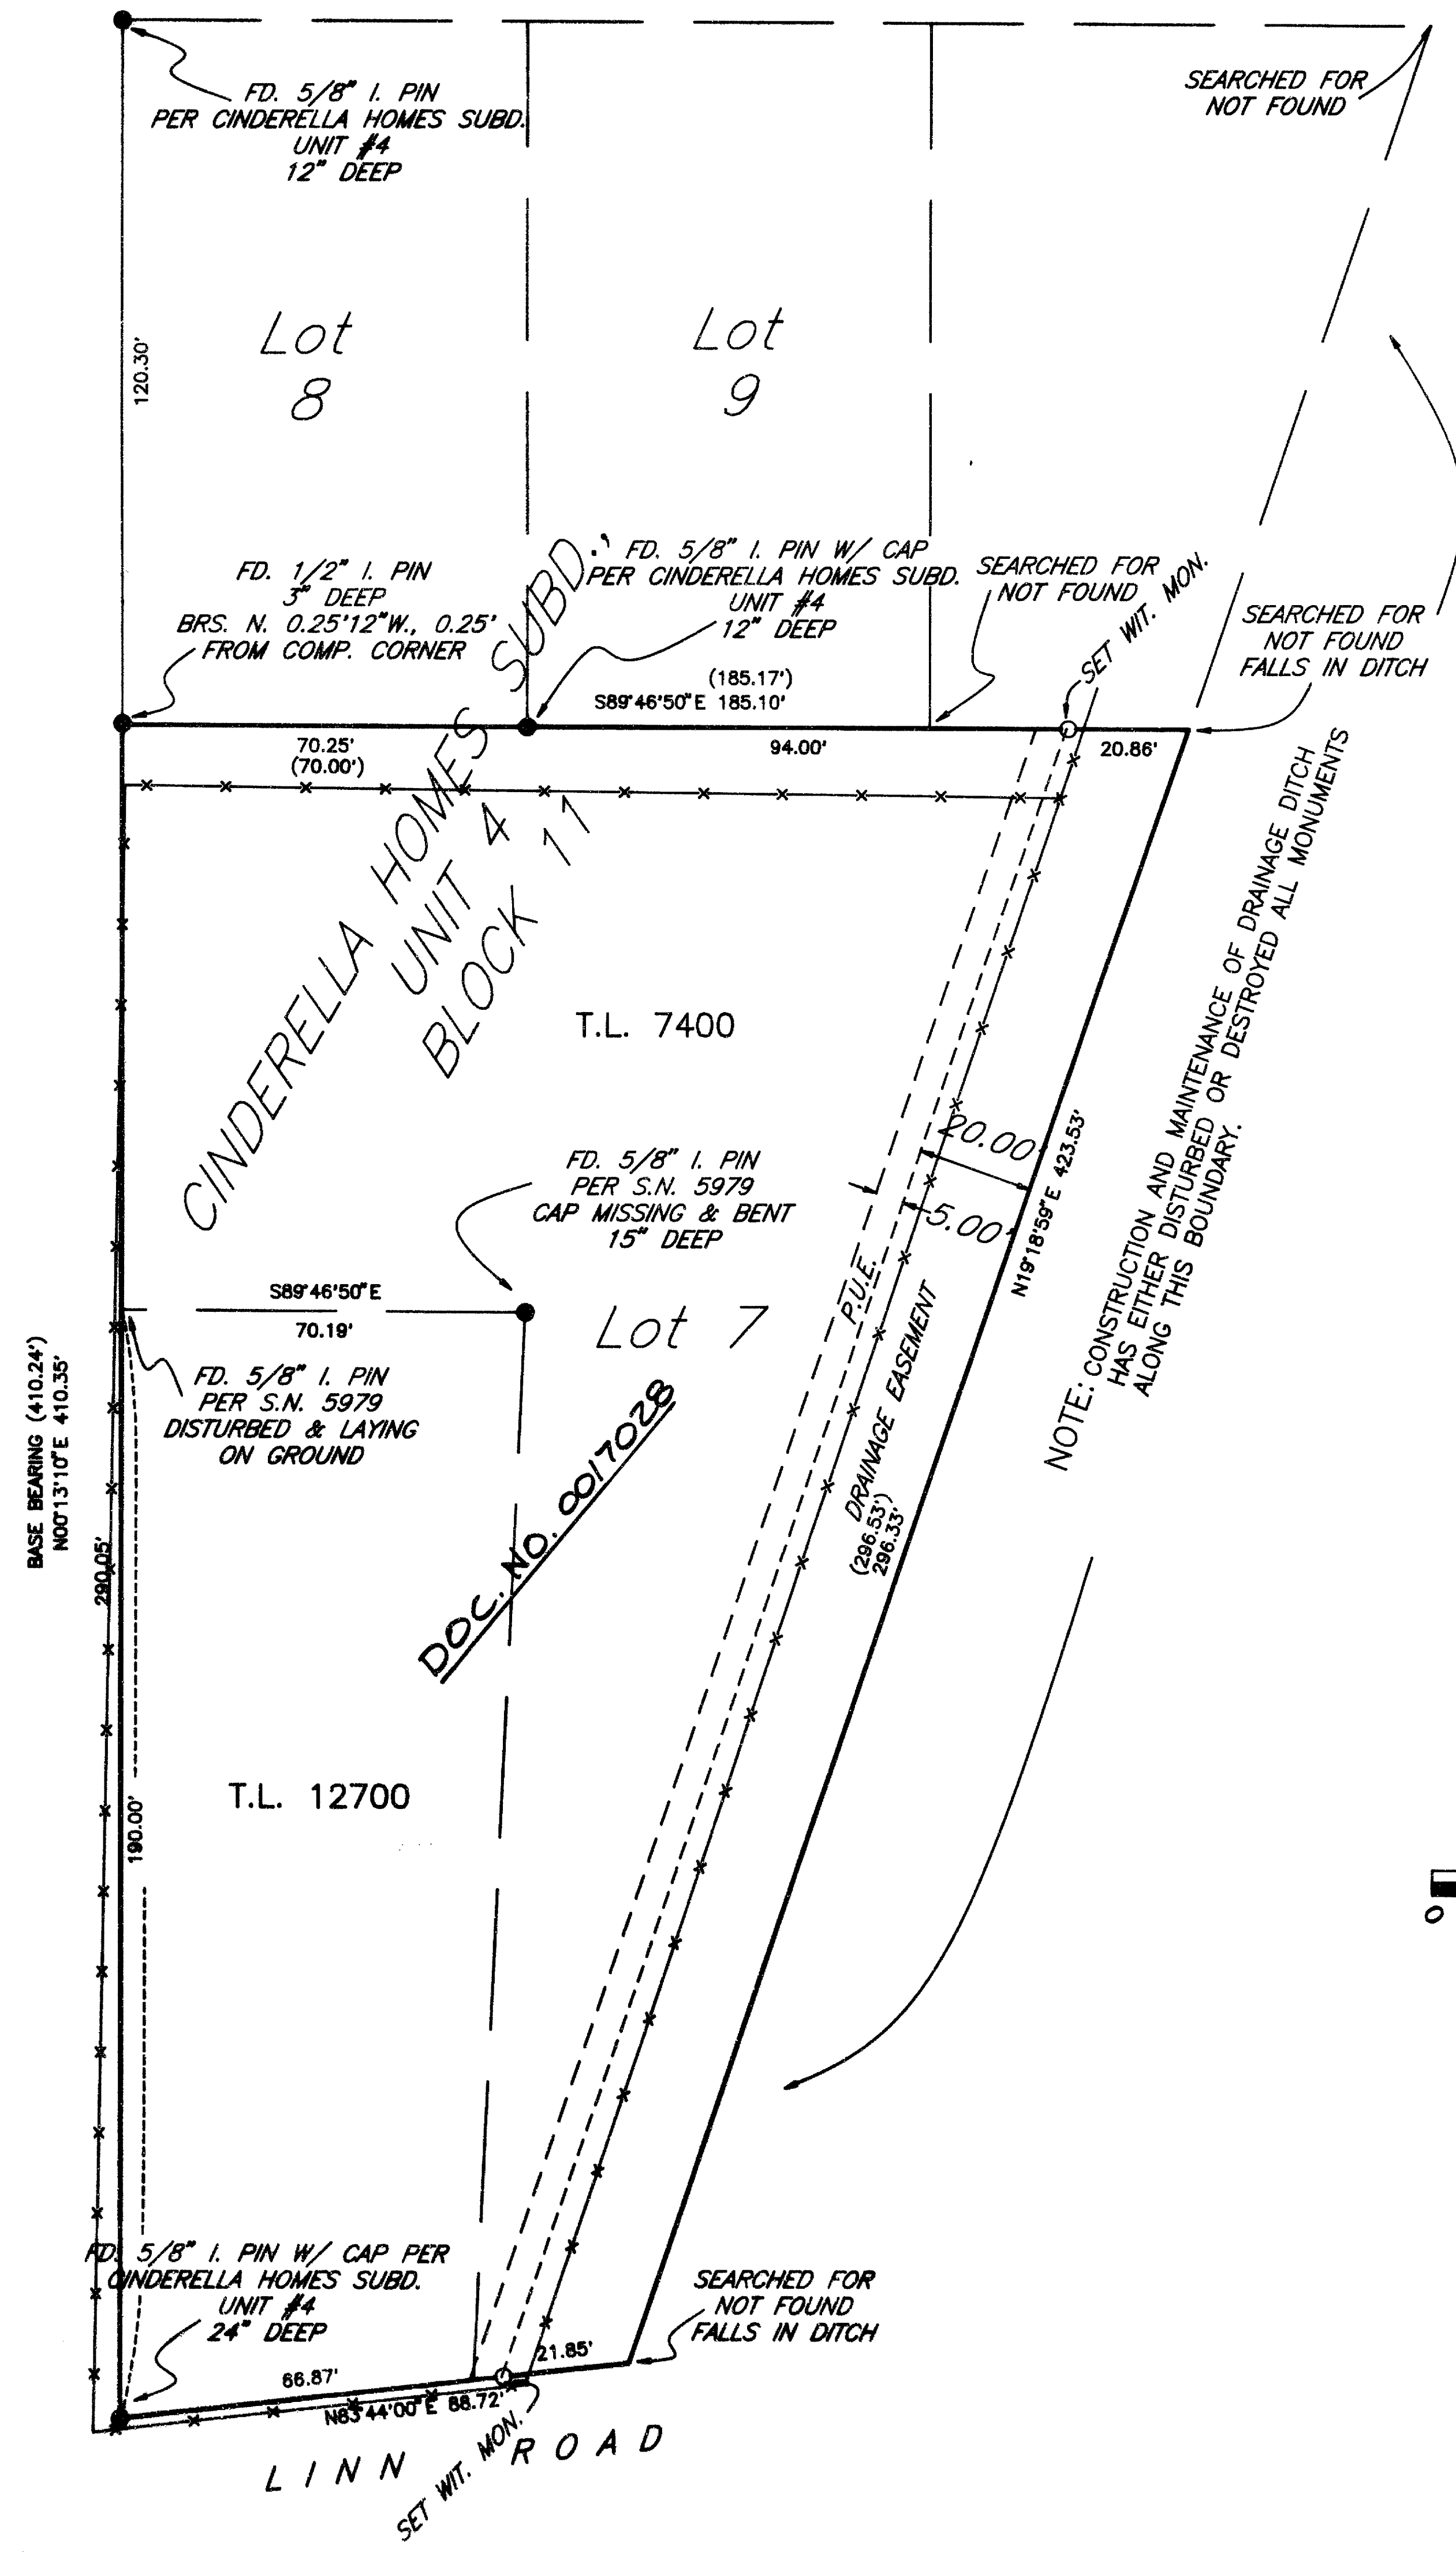 FD. 5/8" I. PIN
PER CINDERELLA HOMES SUBD.
UNIT #4
12" DEEP
SEARCHED FOR
NOT FOUND
120.30'
Lot
8
Lot
9
FD. 1/2" I. PIN
3" DEEP
BRS. N. 0.25'12"W., 0.25'
FROM COMP. CORNER
FD. 5/8" I. PIN W/ CAP
PER CINDERELLA HOMES SUBD.
UNIT #4
12" DEEP
SEARCHED FOR
NOT FOUND
SET WIT. MON.
SEARCHED FOR
NOT FOUND
FALLS IN DITCH
(185.17')
S89°46'50"E 185.10'
70.25'
(70.00')
94.00'
20.86'
CINDERELLA HOMES SUBD.,
UNIT 4
BLOCK 11
T.L. 7400
20.00'
5.00'
N19°18'59"E 423.53'
NOTE: CONSTRUCTION AND MAINTENANCE OF DRAINAGE DITCH
HAS EITHER DISTURBED OR DESTROYED ALL MONUMENTS
ALONG THIS BOUNDARY.
FD. 5/8" I. PIN
PER S.N. 5979
CAP MISSING & BENT
15" DEEP
S89°46'50"E
70.19'
Lot 7
P.U.E.
DRAINAGE EASEMENT
(296.53')
296.33'
FD. 5/8" I. PIN
PER S.N. 5979
DISTURBED & LAYING
ON GROUND
BASE BEARING (410.24')
N00°13'10"E 410.35'
290.05'
DOC. NO. 0017028
T.L. 12700
190.00'
0
FD. 5/8" I. PIN W/ CAP PER
CINDERELLA HOMES SUBD.
UNIT #4
24" DEEP
SEARCHED FOR
NOT FOUND
FALLS IN DITCH
66.87'
21.85'
N83°44'00"E 88.72'
SET WIT. MON.
LINN ROAD